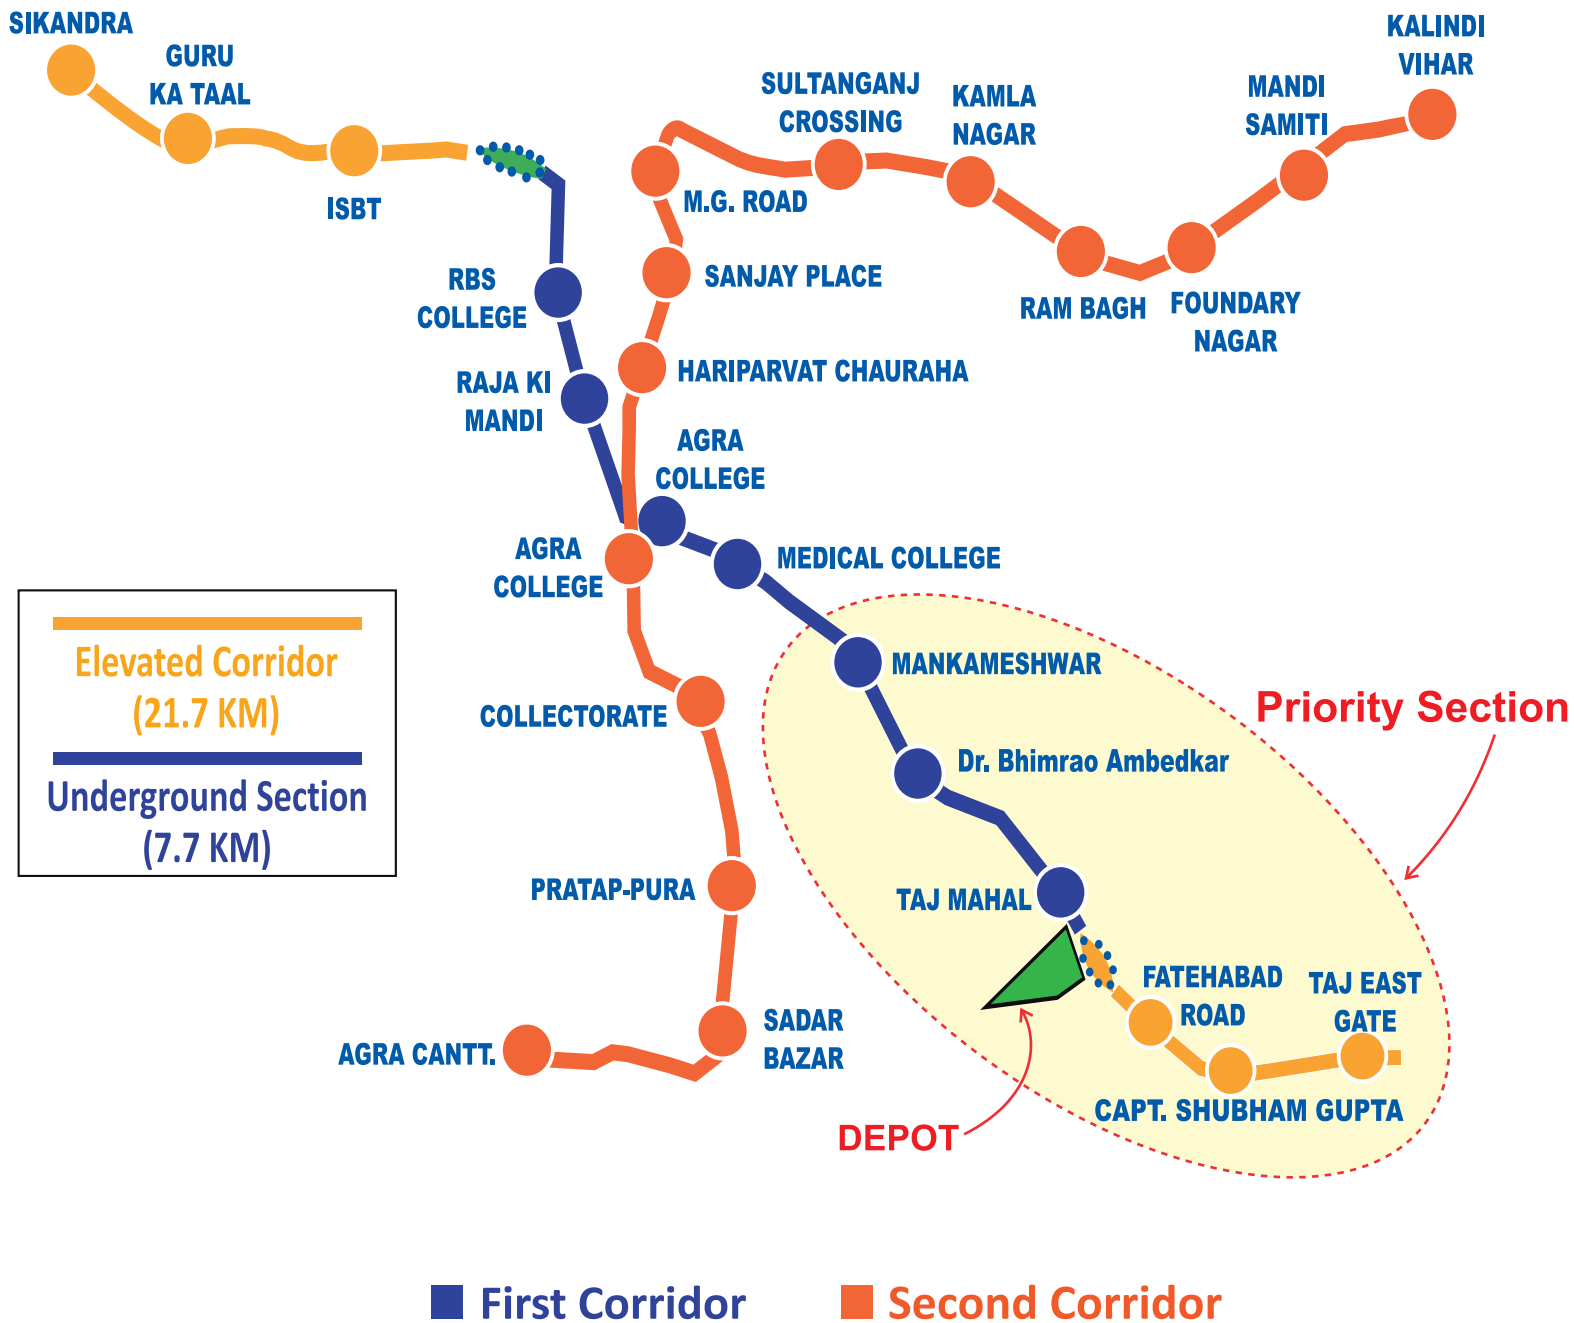 SIKANDRA
GURU
KA TAAL
ISBT
RBS
COLLEGE
RAJA KI
MANDI
AGRA
COLLEGE
MEDICAL COLLEGE
MANKAMESHWAR
Dr. Bhimrao Ambedkar
TAJ MAHAL
FATEHABAD
ROAD
CAPT. SHUBHAM GUPTA
TAJ EAST
GATE
KALINDI
VIHAR
MANDI
SAMITI
FOUNDARY
NAGAR
RAM BAGH
KAMLA
NAGAR
SULTANGANJ
CROSSING
M.G. ROAD
SANJAY PLACE
HARIPARVAT CHAURAHA
AGRA
COLLEGE
COLLECTORATE
PRATAP-PURA
SADAR
BAZAR
AGRA CANTT.
Elevated Corridor
(21.7 KM)
Underground Section
(7.7 KM)
Priority Section
DEPOT
First Corridor
Second Corridor